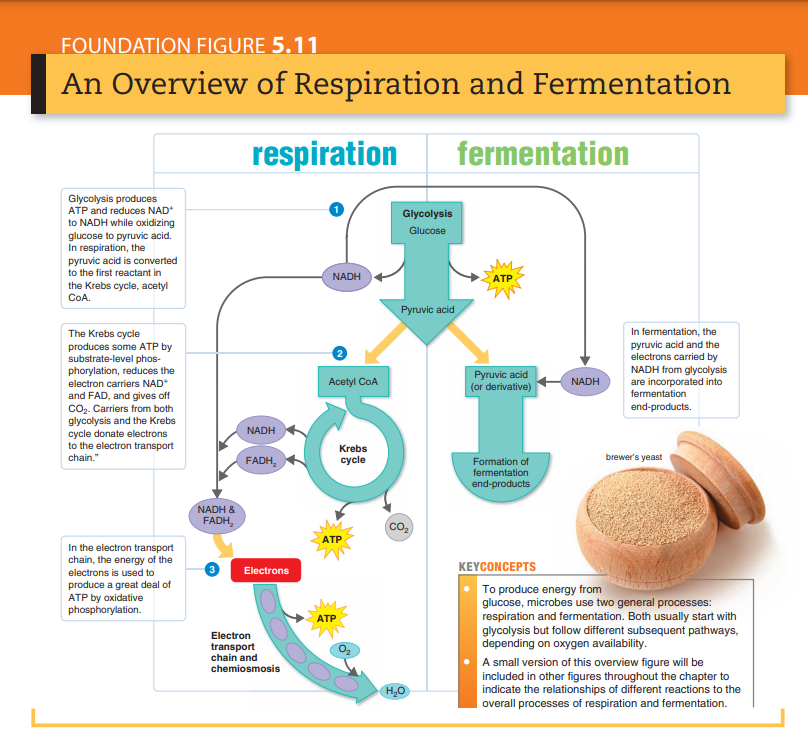 FOUNDATION FIGURE 5.11
An Overview of Respiration and Fermentation
respiration
fermentation
Glycolysis produces
ATP and reduces NAD⁺
to NADH while oxidizing
glucose to pyruvic acid.
In respiration, the
pyruvic acid is converted
to the first reactant in
the Krebs cycle, acetyl
CoA.
1
Glycolysis
Glucose
NADH
ATP
Pyruvic acid
The Krebs cycle
produces some ATP by
substrate-level phos-
phorylation, reduces the
electron carriers NAD⁺
and FAD, and gives off
CO₂. Carriers from both
glycolysis and the Krebs
cycle donate electrons
to the electron transport
chain."
2
Acetyl CoA
Pyruvic acid
(or derivative)
NADH
In fermentation, the
pyruvic acid and the
electrons carried by
NADH from glycolysis
are incorporated into
fermentation
end-products.
NADH
FADH₂
Krebs
cycle
Formation of
fermentation
end-products
brewer's yeast
NADH &
FADH₂
ATP
CO₂
In the electron transport
chain, the energy of the
electrons is used to
produce a great deal of
ATP by oxidative
phosphorylation.
3
Electrons
ATP
Electron
transport
chain and
chemiosmosis
O₂
H₂O
KEYCONCEPTS
To produce energy from
glucose, microbes use two general processes:
respiration and fermentation. Both usually start with
glycolysis but follow different subsequent pathways,
depending on oxygen availability.
A small version of this overview figure will be
included in other figures throughout the chapter to
indicate the relationships of different reactions to the
overall processes of respiration and fermentation.